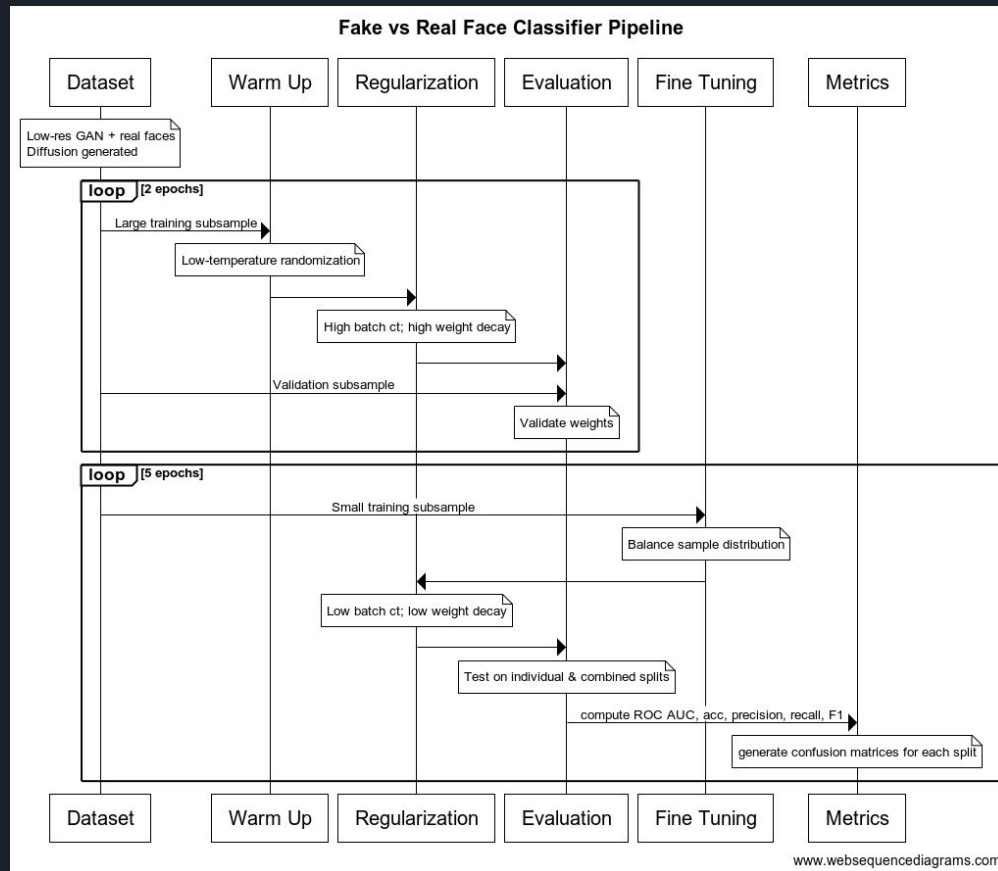 Fake vs Real Face Classifier Pipeline
Dataset
Warm Up
Regularization
Evaluation
Fine Tuning
Metrics
Low-res GAN + real faces
Diffusion generated
loop
[2 epochs]
Large training subsample
Low-temperature randomization
High batch ct; high weight decay
Validation subsample
Validate weights
loop
[5 epochs]
Small training subsample
Balance sample distribution
Low batch ct; low weight decay
Test on individual & combined splits
compute ROC AUC, acc, precision, recall, F1
generate confusion matrices for each split
Dataset
Warm Up
Regularization
Evaluation
Fine Tuning
Metrics
www.websequencediagrams.com